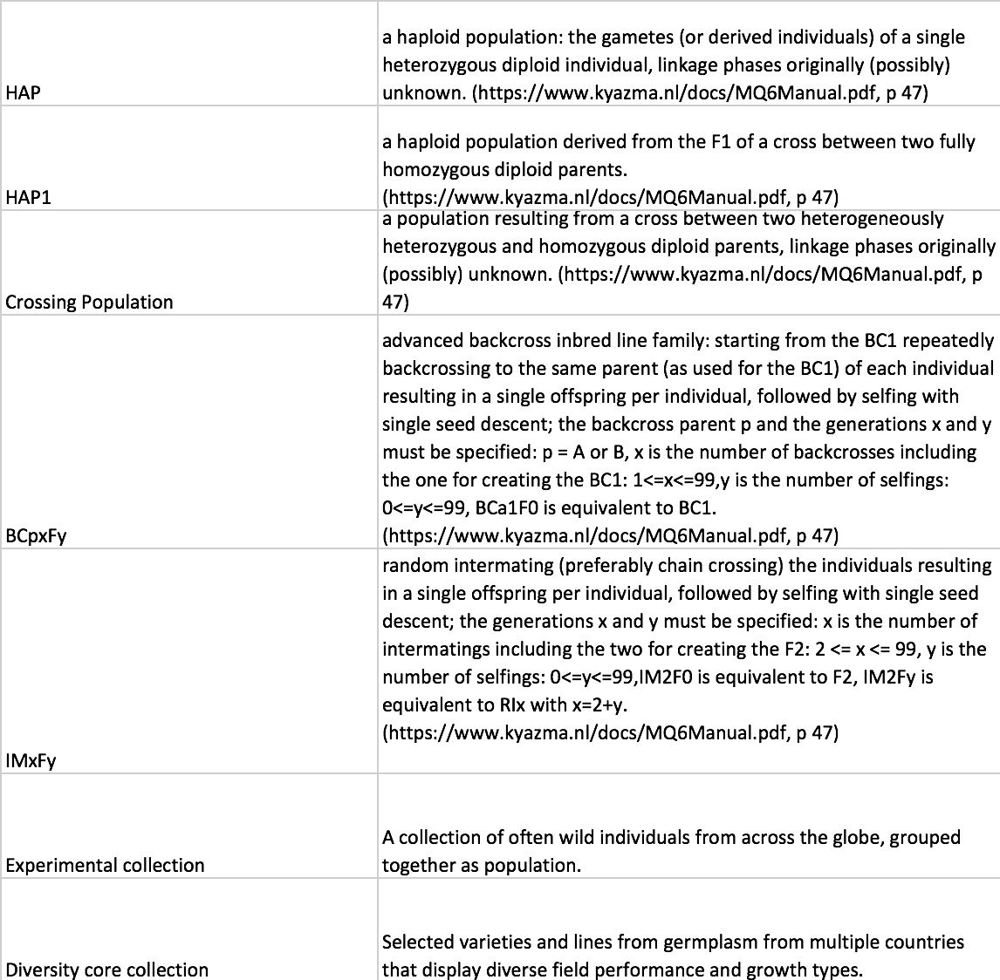 HAP
a haploid population: the gametes (or derived individuals) of a single
heterozygous diploid individual, linkage phases originally (possibly)
unknown. (https://www.kyazma.nl/docs/MQ6Manual.pdf, p 47)
HAP1
a haploid population derived from the F1 of a cross between two fully
homozygous diploid parents.
(https://www.kyazma.nl/docs/MQ6Manual.pdf, p 47)
Crossing Population
a population resulting from a cross between two heterogeneously
heterozygous and homozygous diploid parents, linkage phases originally
(possibly) unknown. (https://www.kyazma.nl/docs/MQ6Manual.pdf, p
47)
BCpxFy
advanced backcross inbred line family: starting from the BC1 repeatedly
backcrossing to the same parent (as used for the BC1) of each individual
resulting in a single offspring per individual, followed by selfing with
single seed descent; the backcross parent p and the generations x and y
must be specified: p = A or B, x is the number of backcrosses including
the one for creating the BC1: 1<=x<=99,y is the number of selfings:
0<=y<=99, BCa1F0 is equivalent to BC1.
(https://www.kyazma.nl/docs/MQ6Manual.pdf, p 47)
IMxFy
random intermating (preferably chain crossing) the individuals resulting
in a single offspring per individual, followed by selfing with single seed
descent; the generations x and y must be specified: x is the number of
intermatings including the two for creating the F2: 2 <= x <= 99, y is the
number of selfings: 0<=y<=99,IM2F0 is equivalent to F2, IM2Fy is
equivalent to RIx with x=2+y.
(https://www.kyazma.nl/docs/MQ6Manual.pdf, p 47)
Experimental collection
A collection of often wild individuals from across the globe, grouped
together as population.
Diversity core collection
Selected varieties and lines from germplasm from multiple countries
that display diverse field performance and growth types.